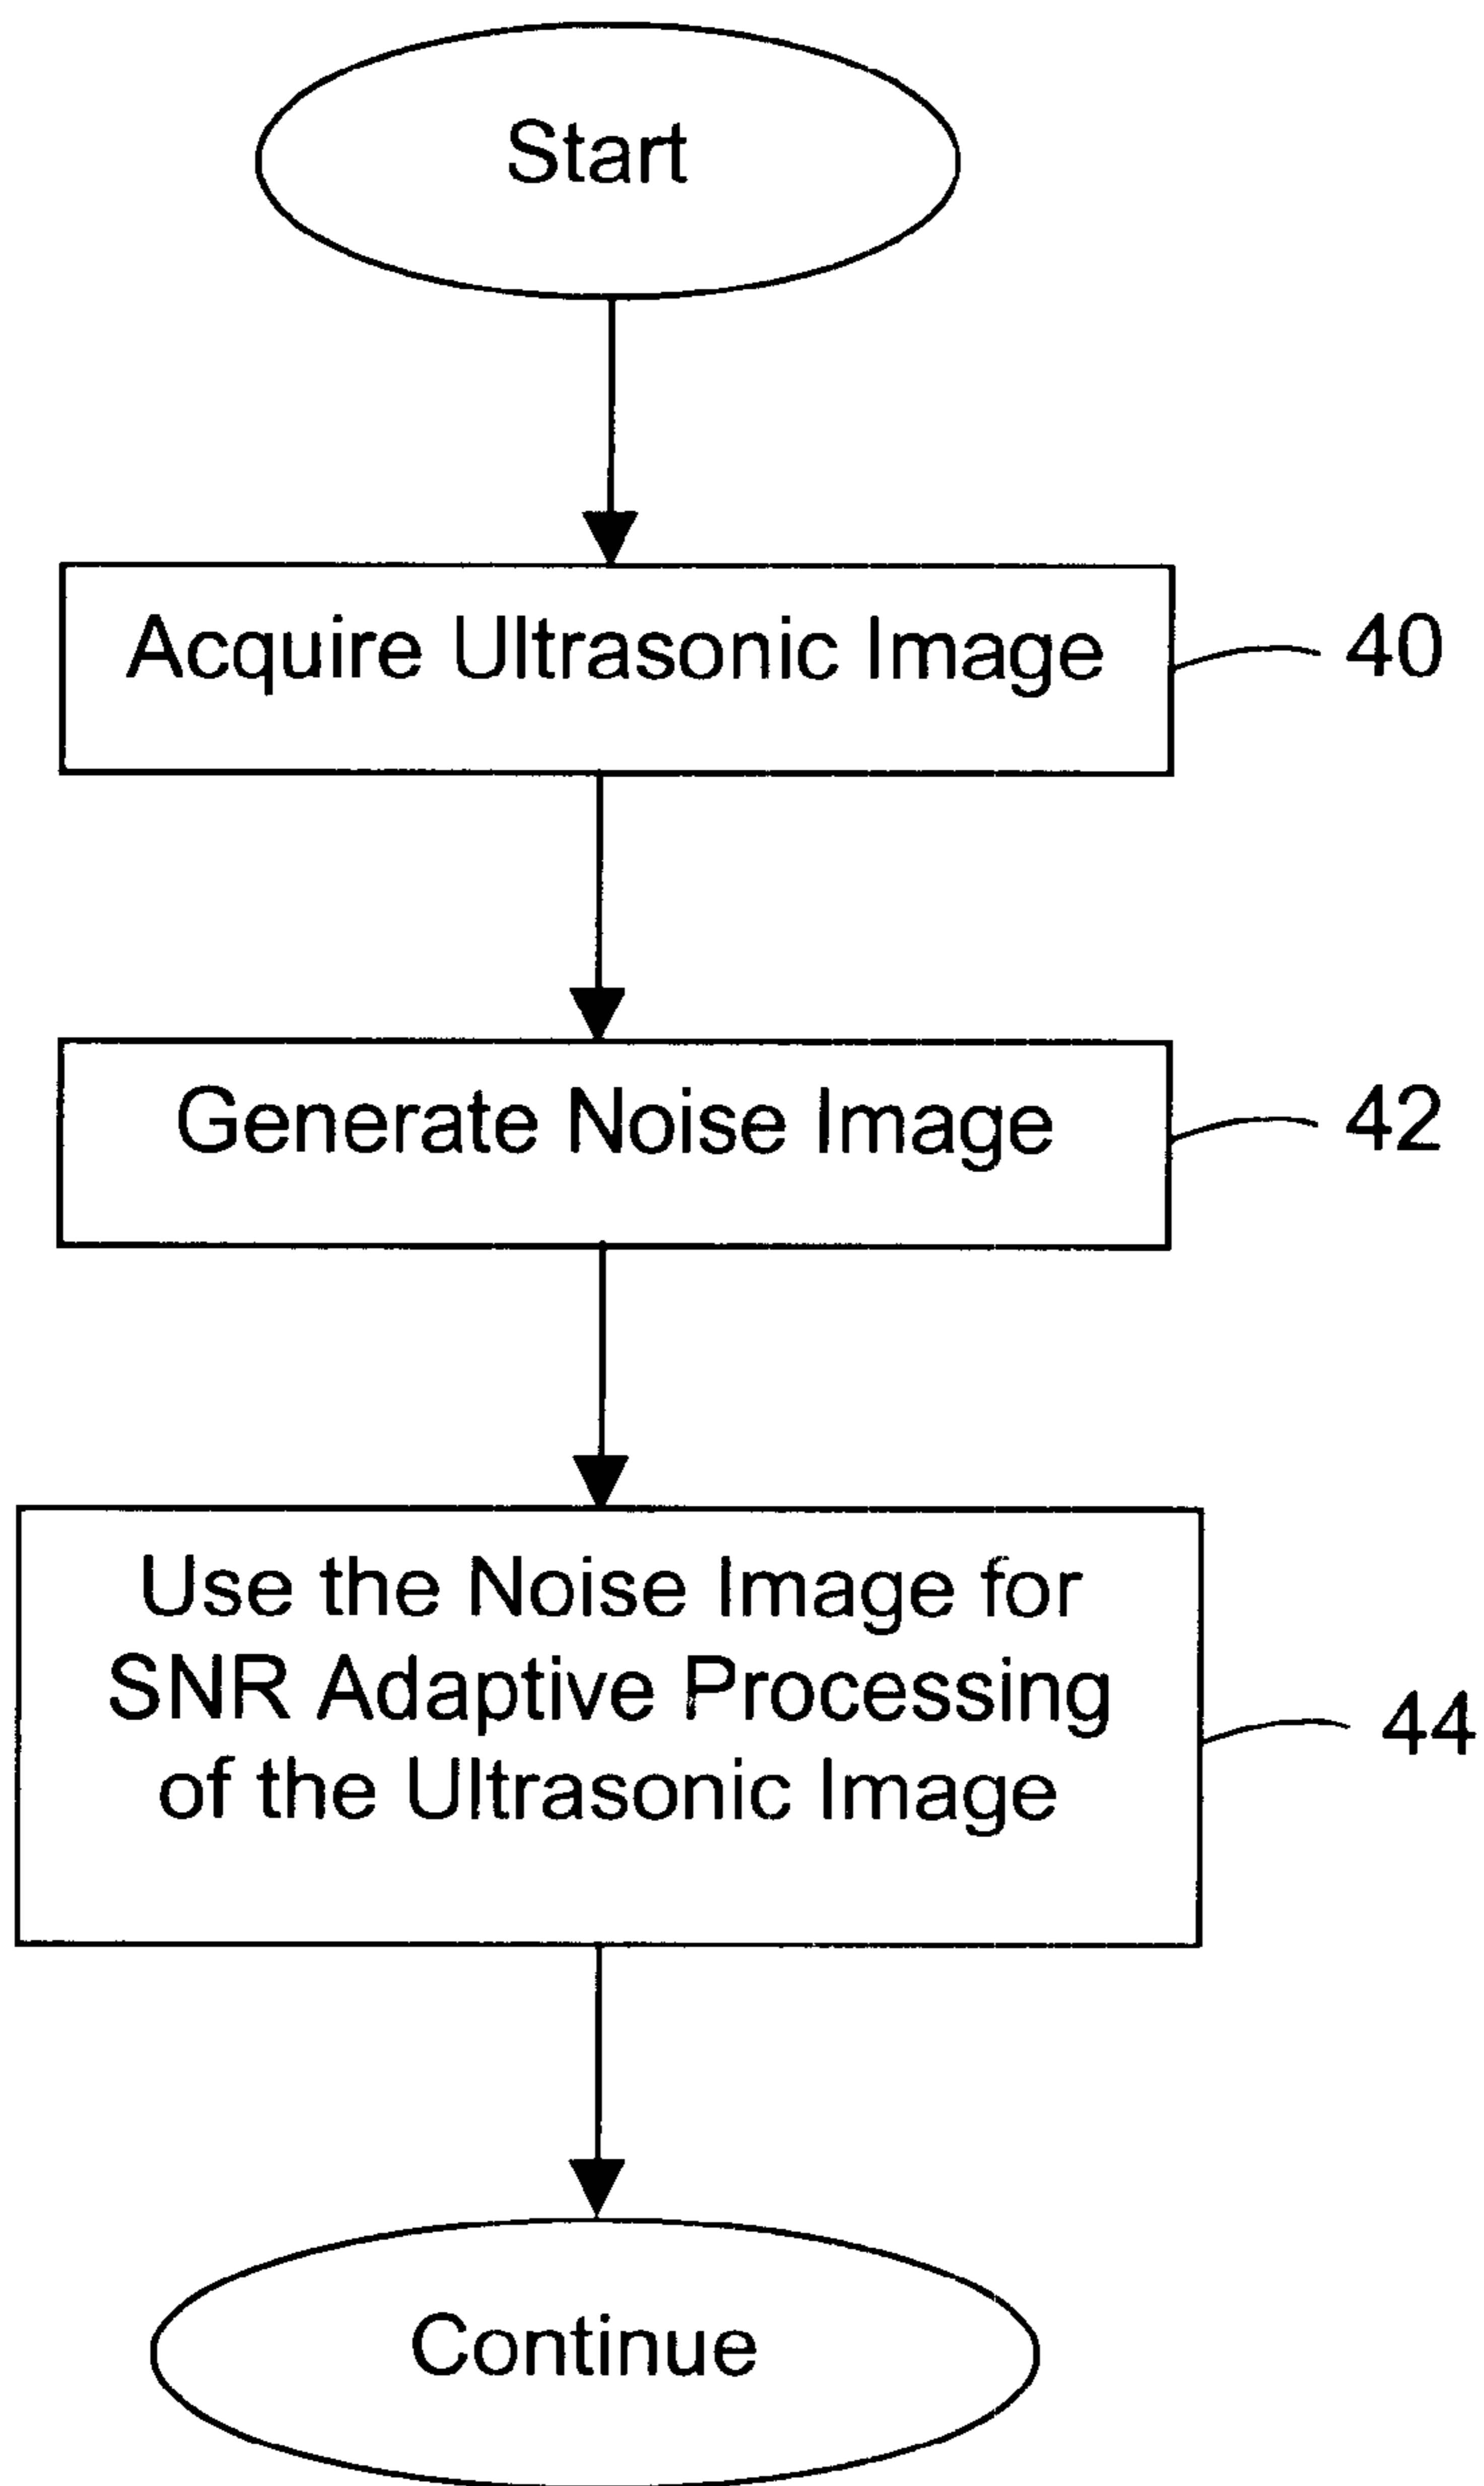 Start
Acquire Ultrasonic Image
40
Generate Noise Image
42
Use the Noise Image for
SNR Adaptive Processing
of the Ultrasonic Image
44
Continue